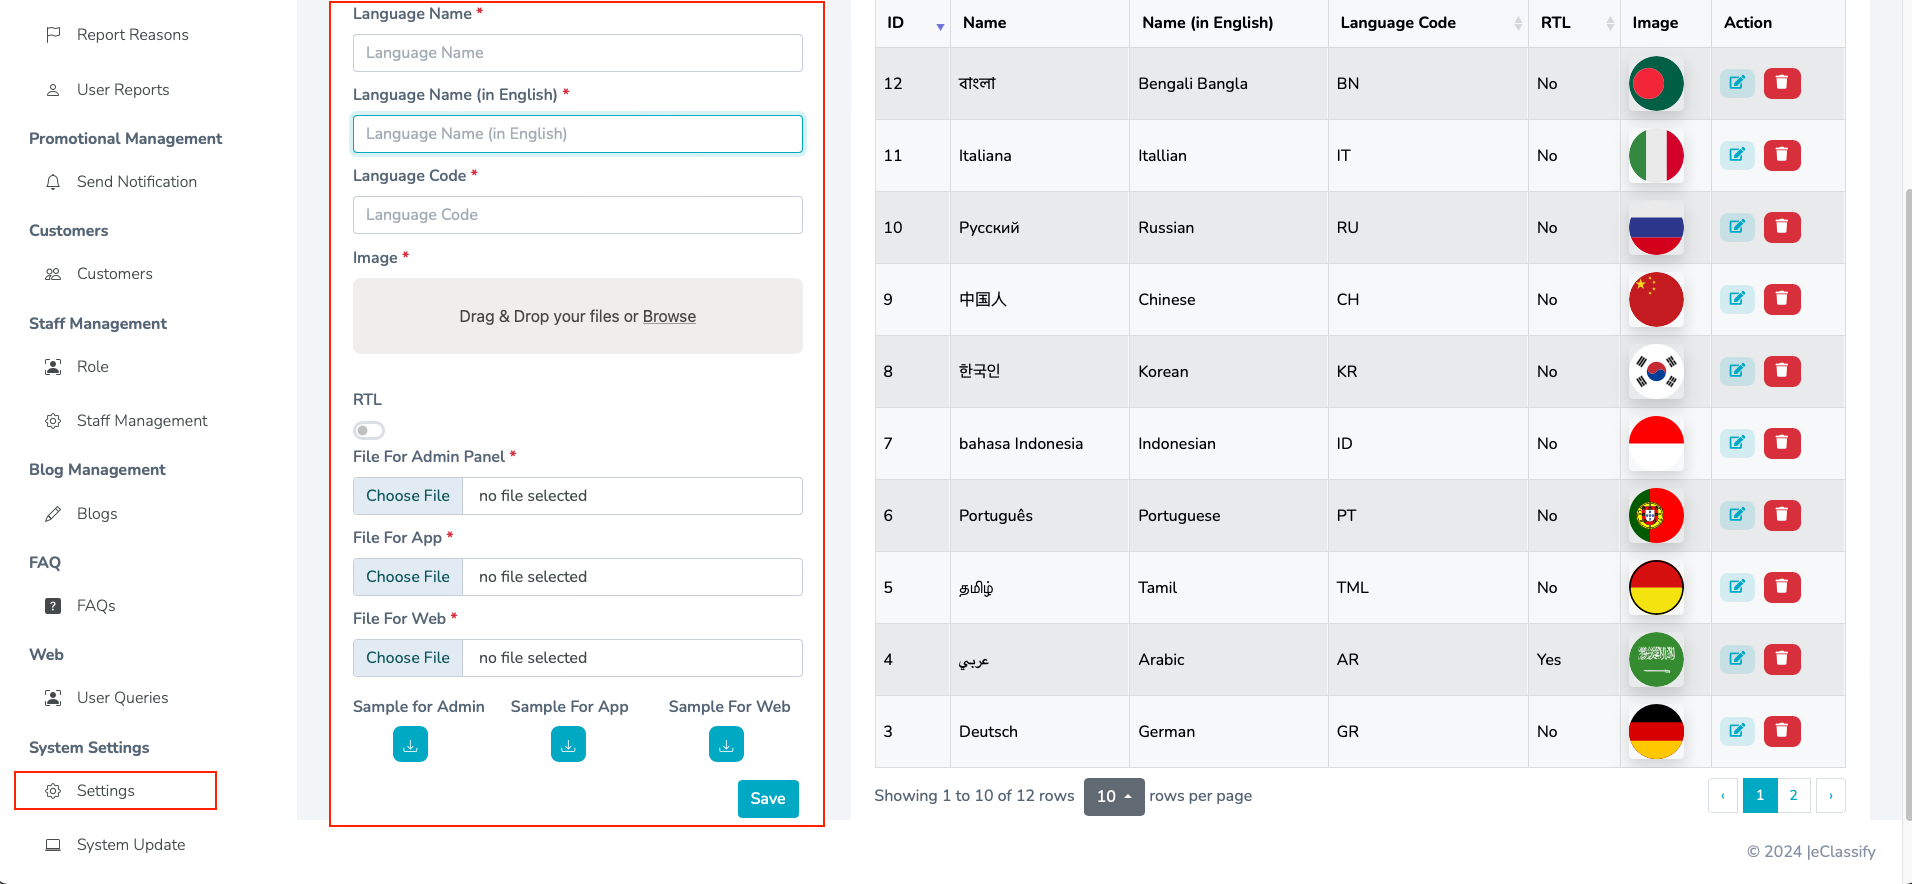 Report Reasons
User Reports
Promotional Management
Send Notification
Customers
Customers
Staff Management
Role
Staff Management
Blog Management
Blogs
FAQ
FAQs
Web
User Queries
System Settings
Settings
System Update
Language Name *
Language Name
Language Name (in English) *
Language Name (in English)
Language Code *
Language Code
Image *
Drag & Drop your files or Browse
RTL
File For Admin Panel *
Choose File no file selected
File For App *
Choose File no file selected
File For Web *
Choose File no file selected
Sample for Admin Sample For App Sample For Web
Save
ID Name Name (in English) Language Code RTL Image Action
12 বাংলা Bengali Bangla BN No
11 Italiana Itallian IT No
10 Русский Russian RU No
9 中国人 Chinese CH No
8 한국인 Korean KR No
7 bahasa Indonesia Indonesian ID No
6 Português Portuguese PT No
5 தமிழ் Tamil TML No
4 عربي Arabic AR Yes
3 Deutsch German GR No
Showing 1 to 10 of 12 rows 10 rows per page ‹ 1 2 ›
© 2024 |eClassify